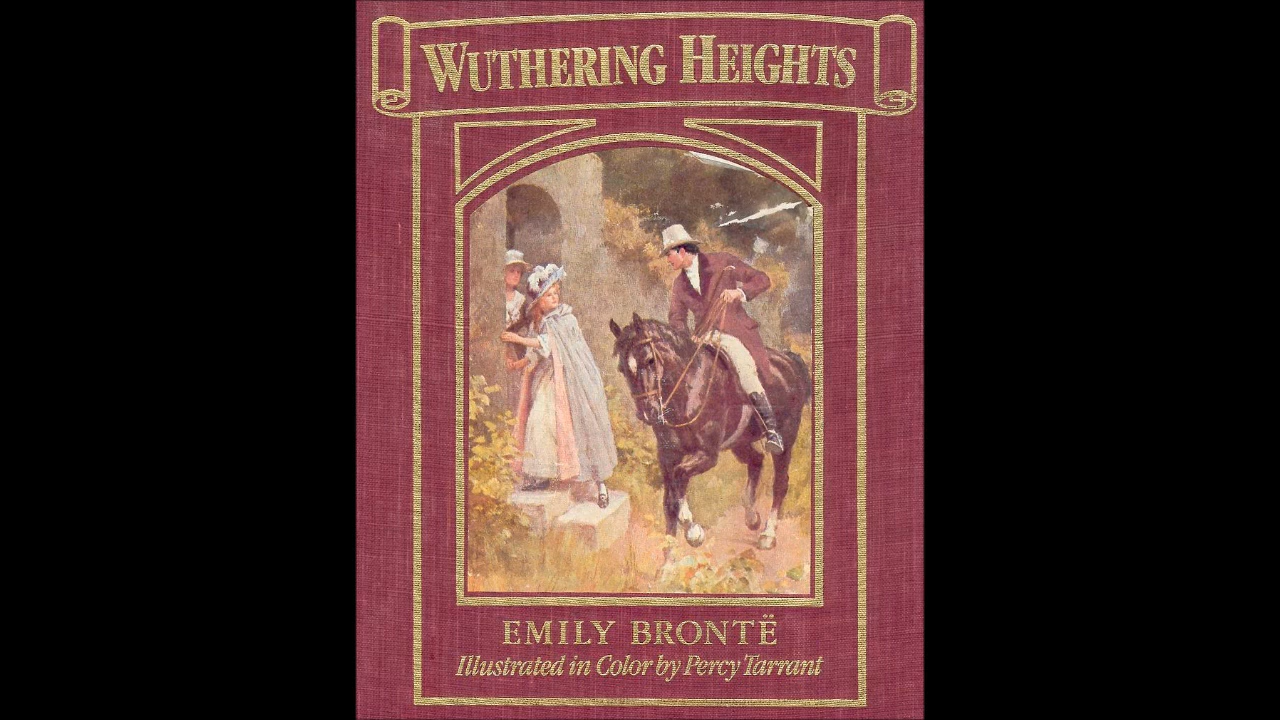 WUTHERING HEIGHTS
EMILY BRONTË
Illustrated in Color by Percy Tarrant